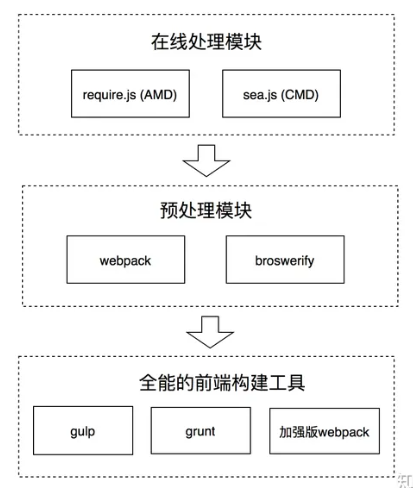 在线处理模块
require.js (AMD)
sea.js (CMD)
预处理模块
webpack
broswerify
全能的前端构建工具
gulp
grunt
加强版webpack
知